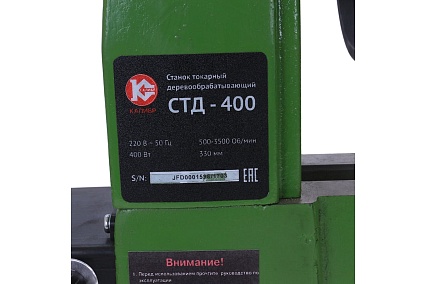 КАЛИБР
Станок токарный
деревообрабатывающий
СТД - 400
220 В ~ 50 Гц 500-3500 Об/мин
400 Вт 330 мм
S/N: EAC
Внимание!
1. Перед использованием прочтите, руководство по
эксплуатации